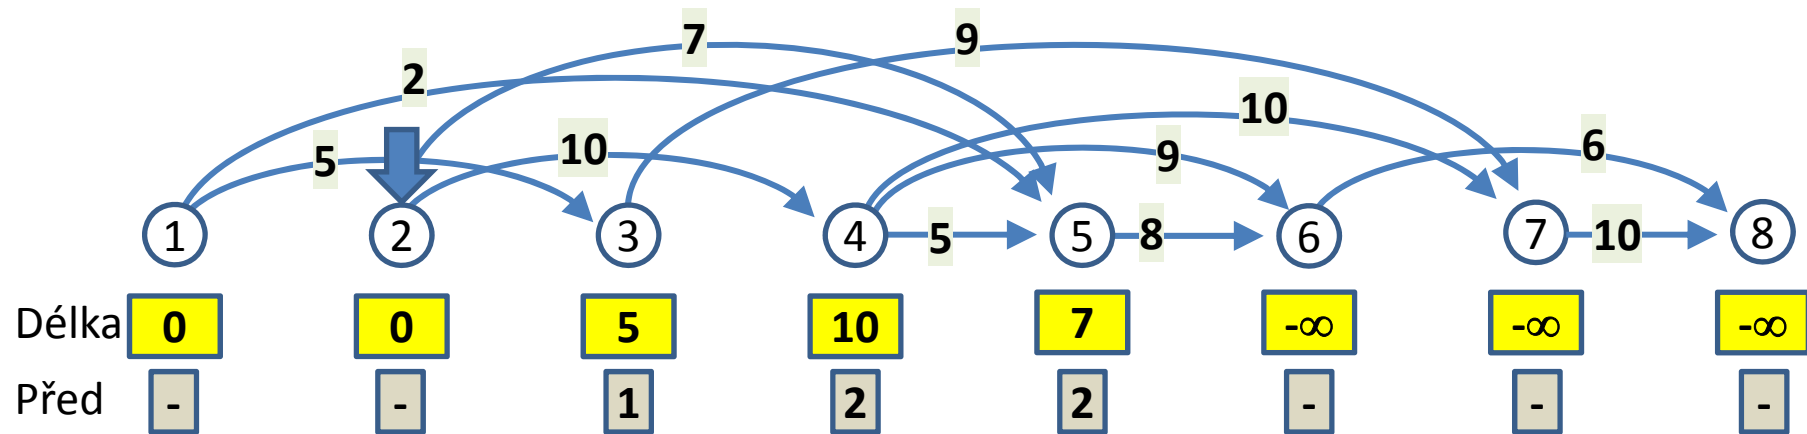 7 9
2 10
5 10 9 6
1 2 3 4 5 5 8 6 7 10 8
Délka 0 0 5 10 7 -∞ -∞ -∞
Před - - 1 2 2 - - -